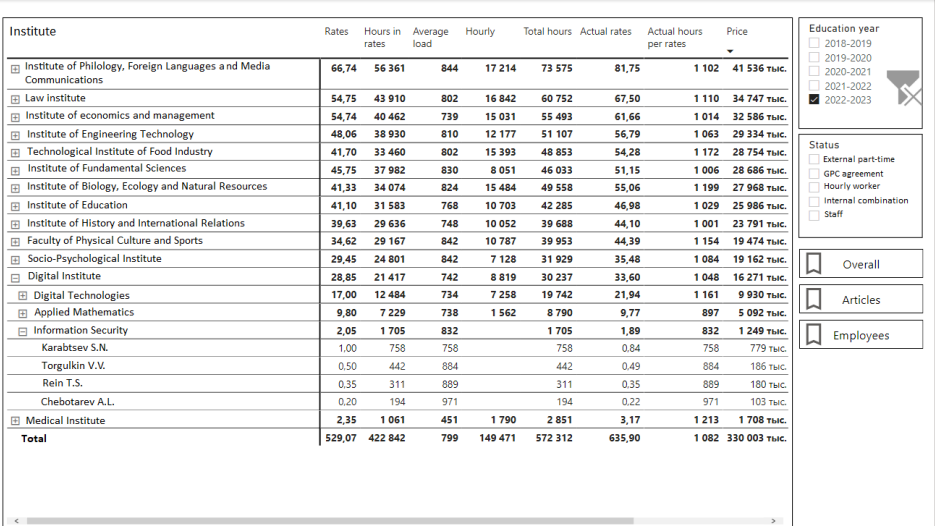 Institute Rates Hours in rates Average load Hourly Total hours Actual rates Actual hours per rates Price
Institute of Philology, Foreign Languages and Media Communications 66,74 56 361 844 17 214 73 575 81,75 1 102 41 536 тыс.
Law institute 54,75 43 910 802 16 842 60 752 67,50 1 110 34 747 тыс.
Institute of economics and management 54,74 40 462 739 15 031 55 493 61,66 1 014 32 586 тыс.
Institute of Engineering Technology 48,06 38 930 810 12 177 51 107 56,79 1 063 29 334 тыс.
Technological Institute of Food Industry 41,70 33 460 802 15 393 48 853 54,28 1 172 28 754 тыс.
Institute of Fundamental Sciences 45,75 37 982 830 8 051 46 033 51,15 1 006 28 686 тыс.
Institute of Biology, Ecology and Natural Resources 41,33 34 074 824 15 484 49 558 55,06 1 199 27 968 тыс.
Institute of Education 41,10 31 583 768 10 703 42 285 46,98 1 029 25 986 тыс.
Institute of History and International Relations 39,63 29 636 748 10 052 39 688 44,10 1 001 23 791 тыс.
Faculty of Physical Culture and Sports 34,62 29 167 842 10 787 39 953 44,39 1 154 19 474 тыс.
Socio-Psychological Institute 29,45 24 801 842 7 128 31 929 35,48 1 084 19 162 тыс.
Digital Institute 28,85 21 417 742 8 819 30 237 33,60 1 048 16 271 тыс.
Digital Technologies 17,00 12 484 734 7 258 19 742 21,94 1 161 9 930 тыс.
Applied Mathematics 9,80 7 229 738 1 562 8 790 9,77 897 5 092 тыс.
Information Security 2,05 1 705 832 1 705 1,89 832 1 249 тыс.
Karabtsev S.N. 1,00 758 758 758 0,84 758 779 тыс.
Torgulkin V.V. 0,50 442 884 442 0,49 884 186 тыс.
Rein T.S. 0,35 311 889 311 0,35 889 180 тыс.
Chebotarev A.L. 0,20 194 971 194 0,22 971 103 тыс.
Medical Institute 2,35 1 061 451 1 790 2 851 3,17 1 213 1 708 тыс.
Total 529,07 422 842 799 149 471 572 312 635,90 1 082 330 003 тыс.
Education year
2018-2019
2019-2020
2020-2021
2021-2022
2022-2023
Status
External part-time
GPC agreement
Hourly worker
Internal combination
Staff
Overall
Articles
Employees